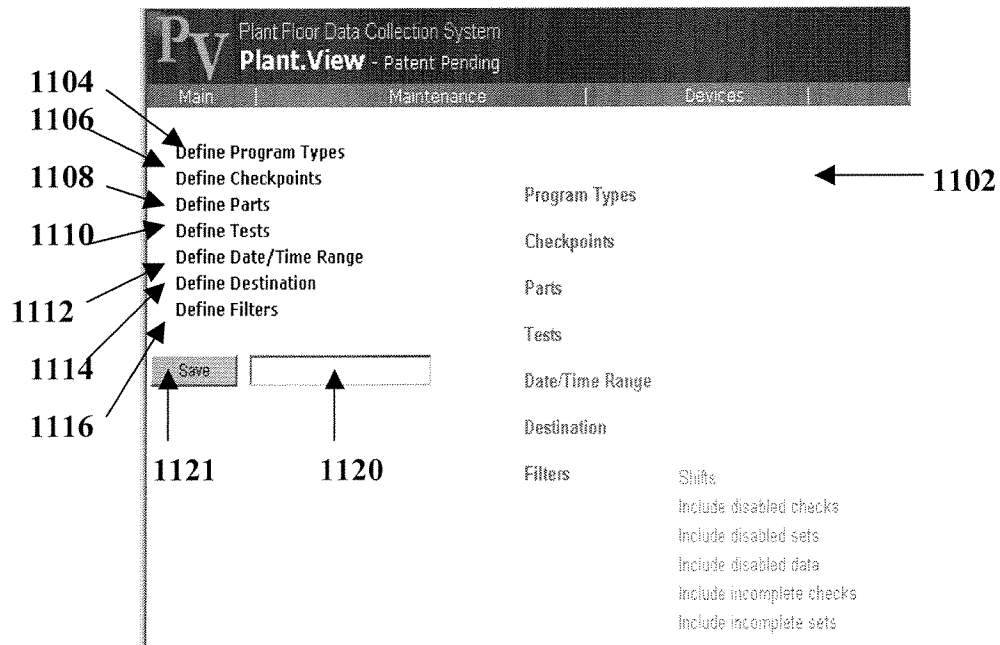 PV
Plant Floor Data Collection System
Plant.View - Patent Pending
Main | Maintenance | Devices |
1104
1106
1108
1110
1112
1114
1116
Define Program Types
Define Checkpoints
Define Parts
Define Tests
Define Date/Time Range
Define Destination
Define Filters
Save
1121
1120
1102
Program Types
Checkpoints
Parts
Tests
Date/Time Range
Destination
Filters
Shifts
Include disabled checks
Include disabled sets
Include disabled data
Include incomplete checks
Include incomplete sets